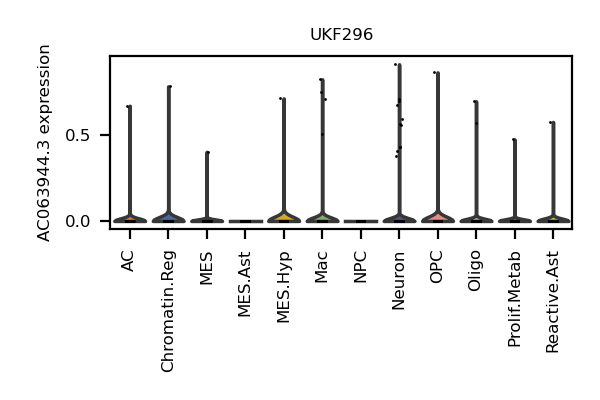 UKF296
AC063944.3 expression
0.5
0.0
AC
Chromatin.Reg
MES
MES.Ast
MES.Hyp
Mac
NPC
Neuron
OPC
Oligo
Prolif.Metab
Reactive.Ast